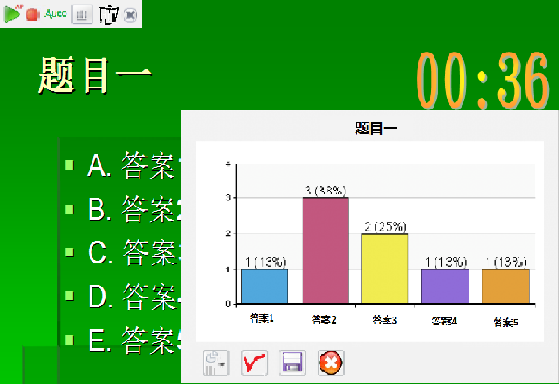 Auto
题目一
00:36
A. 答案
B. 答案
C. 答案
D. 答案
E. 答案
题目一
4
3
2
1
0
1 (13%)
3 (38%)
2 (25%)
1 (13%)
1 (13%)
答案1
答案2
答案3
答案4
答案5